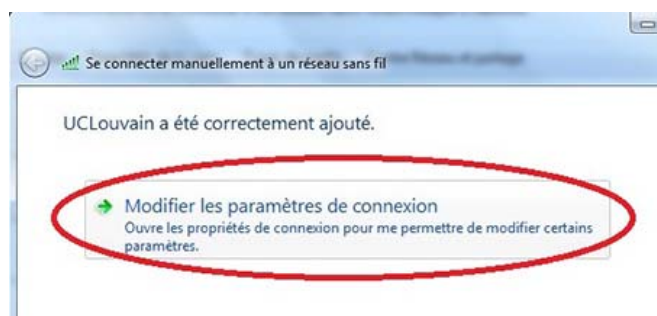 Se connecter manuellement à un réseau sans fil
UCLouvain a été correctement ajouté.
Modifier les paramètres de connexion
Ouvre les propriétés de connexion pour me permettre de modifier certains
paramètres.